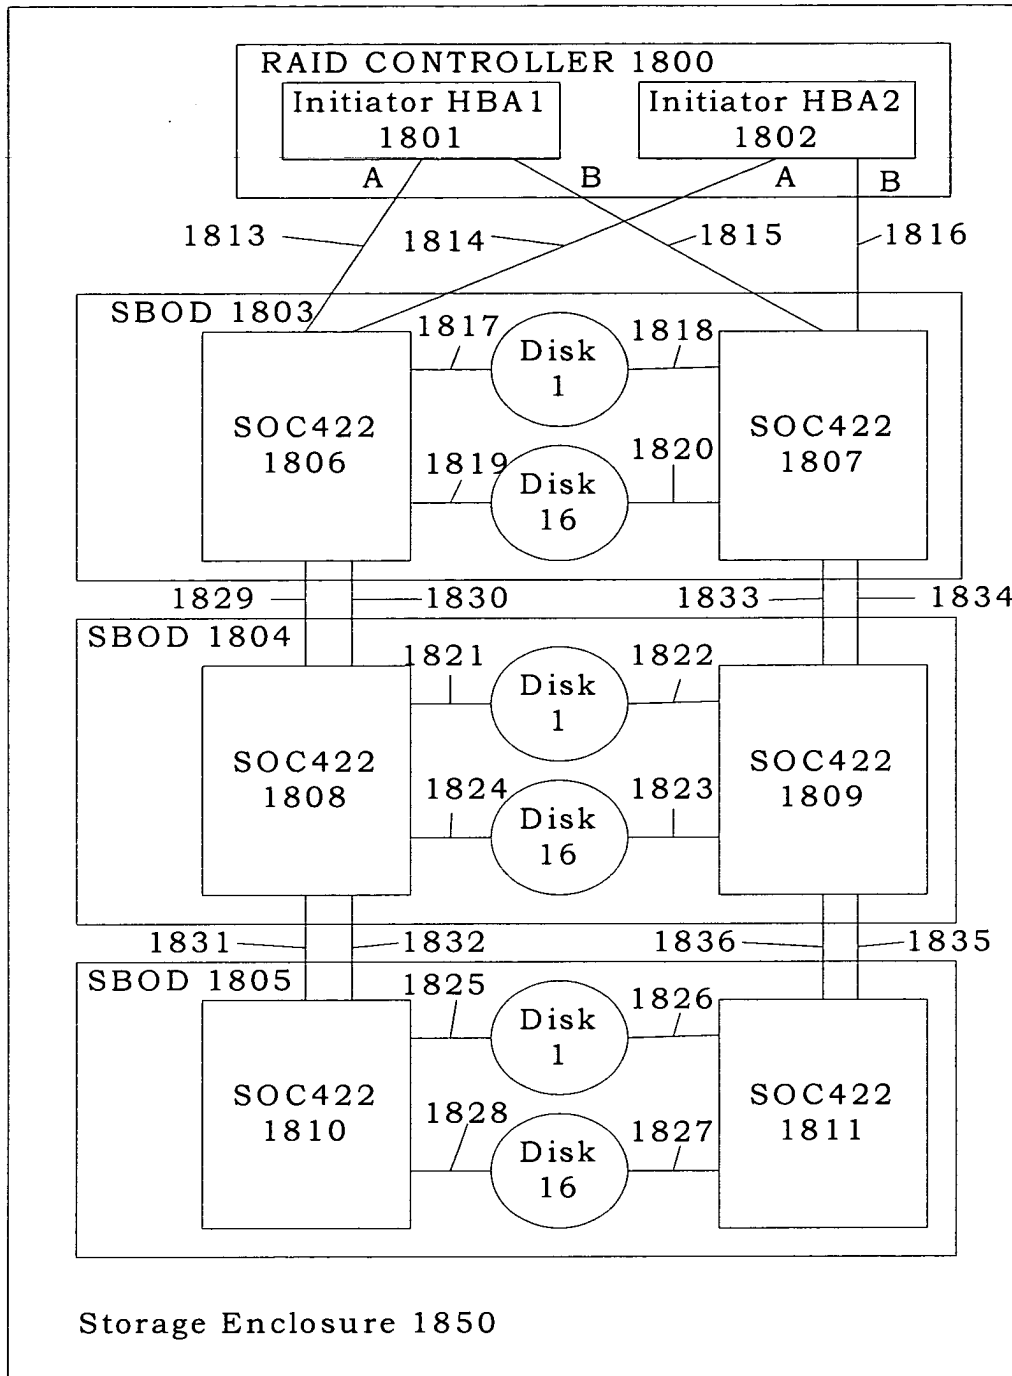 RAID CONTROLLER 1800
Initiator HBA1
1801
Initiator HBA2
1802
A
B
A
B
1813
1814
1815
1816
SBOD 1803
1817
Disk
1
1818
SOC422
1806
SOC422
1807
1819
Disk
16
1820
1829
1830
1833
1834
SBOD 1804
1821
Disk
1
1822
SOC422
1808
SOC422
1809
1824
Disk
16
1823
1831
1832
1836
1835
SBOD 1805
1825
Disk
1
1826
SOC422
1810
SOC422
1811
1828
Disk
16
1827
Storage Enclosure 1850